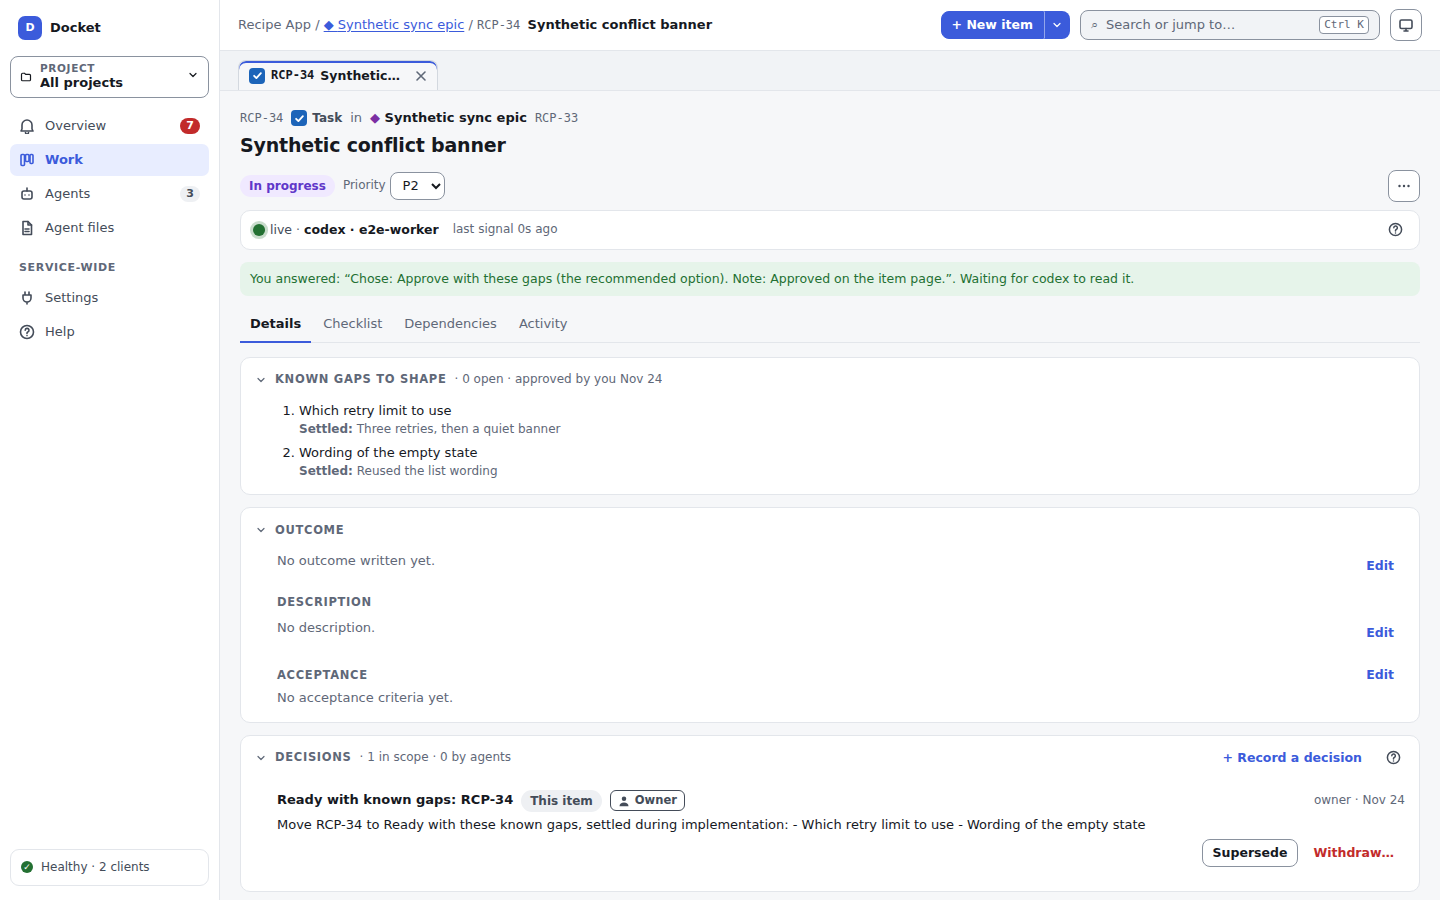 D Docket
PROJECT
All projects
Overview 7
Work
Agents 3
Agent files
SERVICE-WIDE
Settings
Help
Healthy · 2 clients
Recipe App / ◆ Synthetic sync epic / RCP-34 Synthetic conflict banner
+ New item
Search or jump to…
Ctrl K
RCP-34 Synthetic…
RCP-34 Task in ◆ Synthetic sync epic RCP-33
Synthetic conflict banner
In progress Priority P2
live · codex · e2e-worker last signal 0s ago
You answered: “Chose: Approve with these gaps (the recommended option). Note: Approved on the item page.”. Waiting for codex to read it.
Details Checklist Dependencies Activity
KNOWN GAPS TO SHAPE · 0 open · approved by you Nov 24
1. Which retry limit to use
Settled: Three retries, then a quiet banner
2. Wording of the empty state
Settled: Reused the list wording
OUTCOME
No outcome written yet.
Edit
DESCRIPTION
No description.
Edit
ACCEPTANCE
Edit
No acceptance criteria yet.
DECISIONS · 1 in scope · 0 by agents
+ Record a decision
Ready with known gaps: RCP-34 This item Owner
owner · Nov 24
Move RCP-34 to Ready with these known gaps, settled during implementation: - Which retry limit to use - Wording of the empty state
Supersede Withdraw…